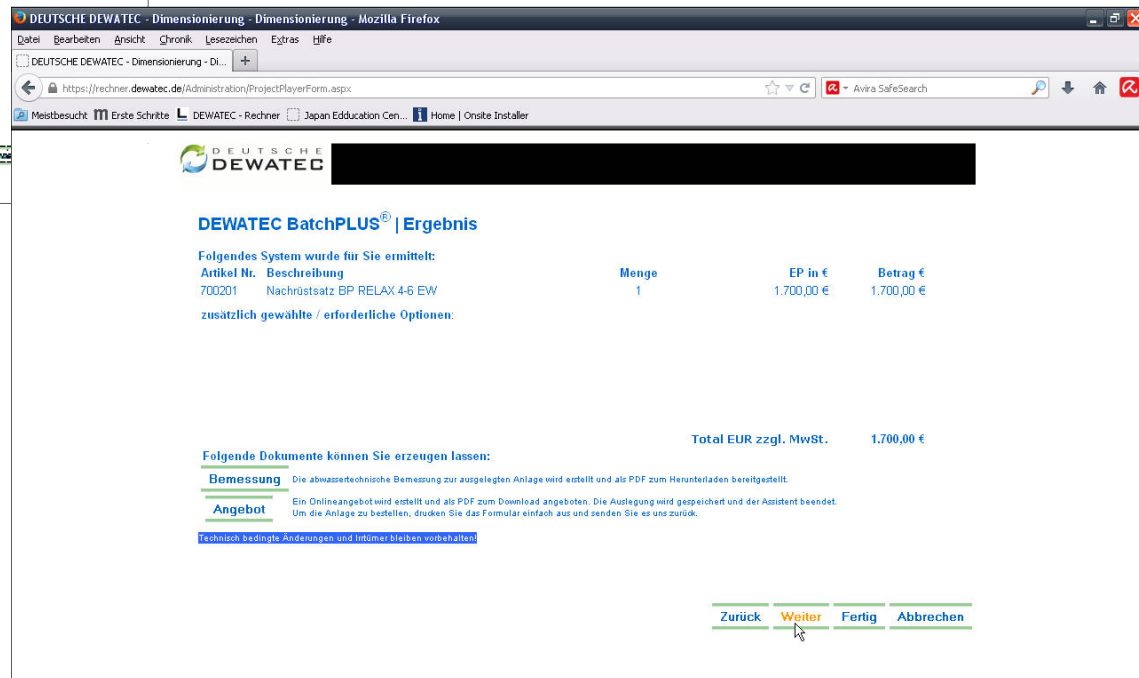 DEUTSCHE DEWATEC - Dimensionierung - Dimensionierung - Mozilla Firefox
Datei Bearbeiten Ansicht Chronik Lesezeichen Extras Hilfe
DEUTSCHE DEWATEC - Dimensionierung - Di... +
https://rechner.dewatec.de/Administration/ProjectPlayerForm.aspx Avira SafeSearch
Meistbesucht Erste Schritte DEWATEC - Rechner Japan Edducation Cen... Home | Onsite Installer
DEUTSCHE
DEWATEC
DEWATEC BatchPLUS® | Ergebnis
Folgendes System wurde für Sie ermittelt:
Artikel Nr. Beschreibung Menge EP in € Betrag €
700201 Nachrüstsatz BP RELAX 4-6 EW 1 1.700,00 € 1.700,00 €
zusätzlich gewählte / erforderliche Optionen:
Total EUR zzgl. MwSt. 1.700,00 €
Folgende Dokumente können Sie erzeugen lassen:
Bemessung Die abwassertechnische Bemessung zur ausgelegten Anlage wird erstellt und als PDF zum Herunterladen bereitgestellt.
Angebot Ein Onlineangebot wird erstellt und als PDF zum Download angeboten. Die Auslegung wird gespeichert und der Assistent beendet.
Um die Anlage zu bestellen, drucken Sie das Formular einfach aus und senden Sie es uns zurück.
Technisch bedingte Änderungen und Irrtümer bleiben vorbehalten!
Zurück Weiter Fertig Abbrechen